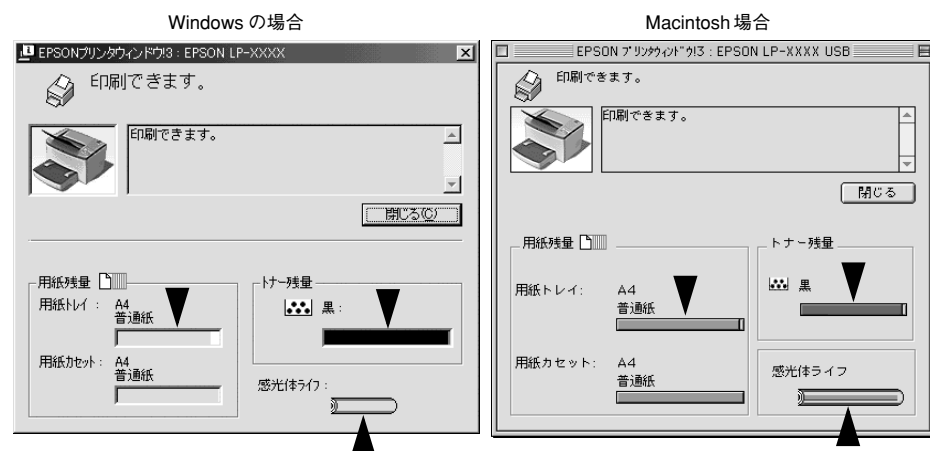 Windows の場合
EPSONプリンタウィンドウ!3 : EPSON LP-XXXX
印刷できます。
印刷できます。
閉じる(C)
用紙残量
用紙トレイ : A4
普通紙
用紙カセット : A4
普通紙
トナー残量
黒 :
感光体ライフ :
Macintosh 場合
EPSON プリンタウィンドウ!3 : EPSON LP-XXXX USB
印刷できます。
印刷できます。
閉じる
用紙残量
用紙トレイ: A4
普通紙
用紙カセット: A4
普通紙
トナー残量
黒
感光体ライフ